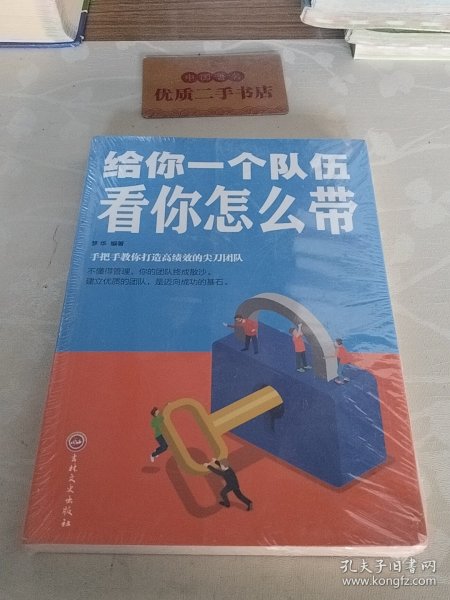 中国书店
优质二手书店
给你一个队伍
看你怎么带
梦华 编著
手把手教你打造高绩效的尖刀团队
不懂得管理，你的团队终成散沙。
建立优质的团队，是迈向成功的基石。
吉林文史出版社
孔夫子旧书网
www.kongfz.com